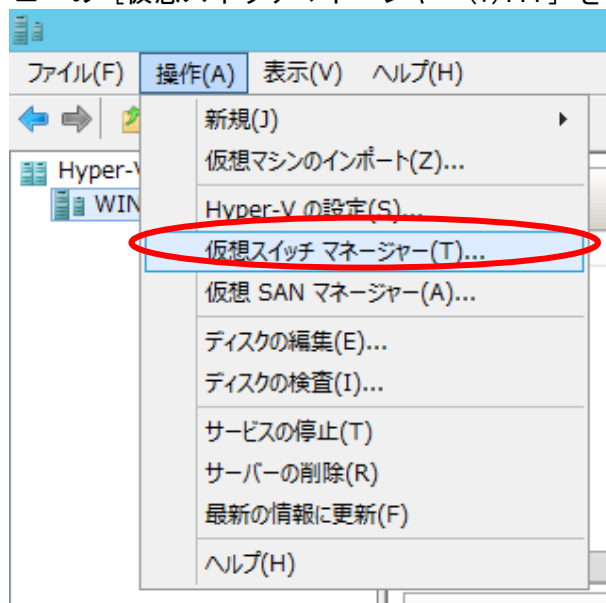 ファイル(F) 操作(A) 表示(V) ヘルプ(H)
新規(J)
仮想マシンのインポート(Z)...
Hyper-V
WIN
Hyper-V の設定(S)...
仮想スイッチ マネージャー(T)...
仮想 SAN マネージャー(A)...
ディスクの編集(E)...
ディスクの検査(I)...
サービスの停止(T)
サーバーの削除(R)
最新の情報に更新(F)
ヘルプ(H)